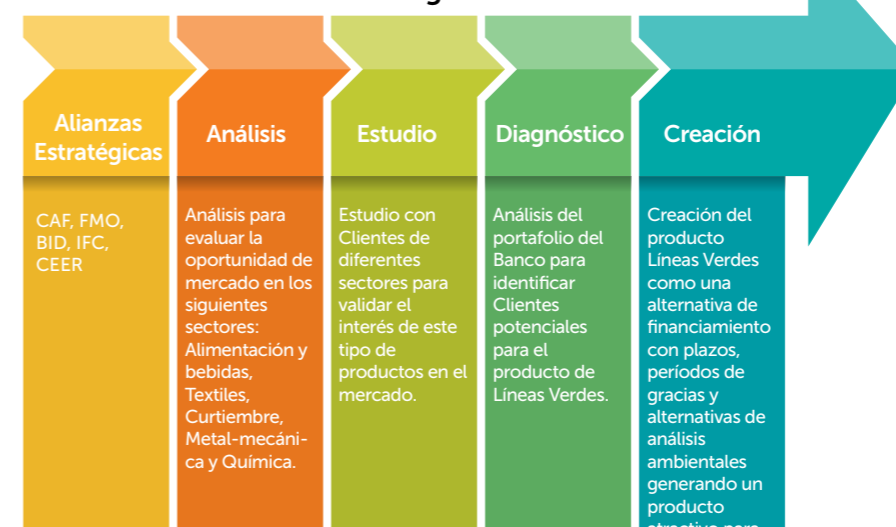 Alianzas
Estratégicas
CAF, FMO,
BID, IFC,
CEER
Análisis
Análisis para
evaluar la
oportunidad de
mercado en los
siguientes
sectores:
Alimentación y
bebidas,
Textiles,
Curtiembre,
Metal-mecáni-
ca y Química.
Estudio
Estudio con
Clientes de
diferentes
sectores para
validar el
interés de este
tipo de
productos en el
mercado.
Diagnóstico
Análisis del
portafolio del
Banco para
identificar
Clientes
potenciales
para el
producto de
Líneas Verdes.
Creación
Creación del
producto
Líneas Verdes
como una
alternativa de
financiamiento
con plazos,
períodos de
gracias y
alternativas de
análisis
ambientales
generando un
producto